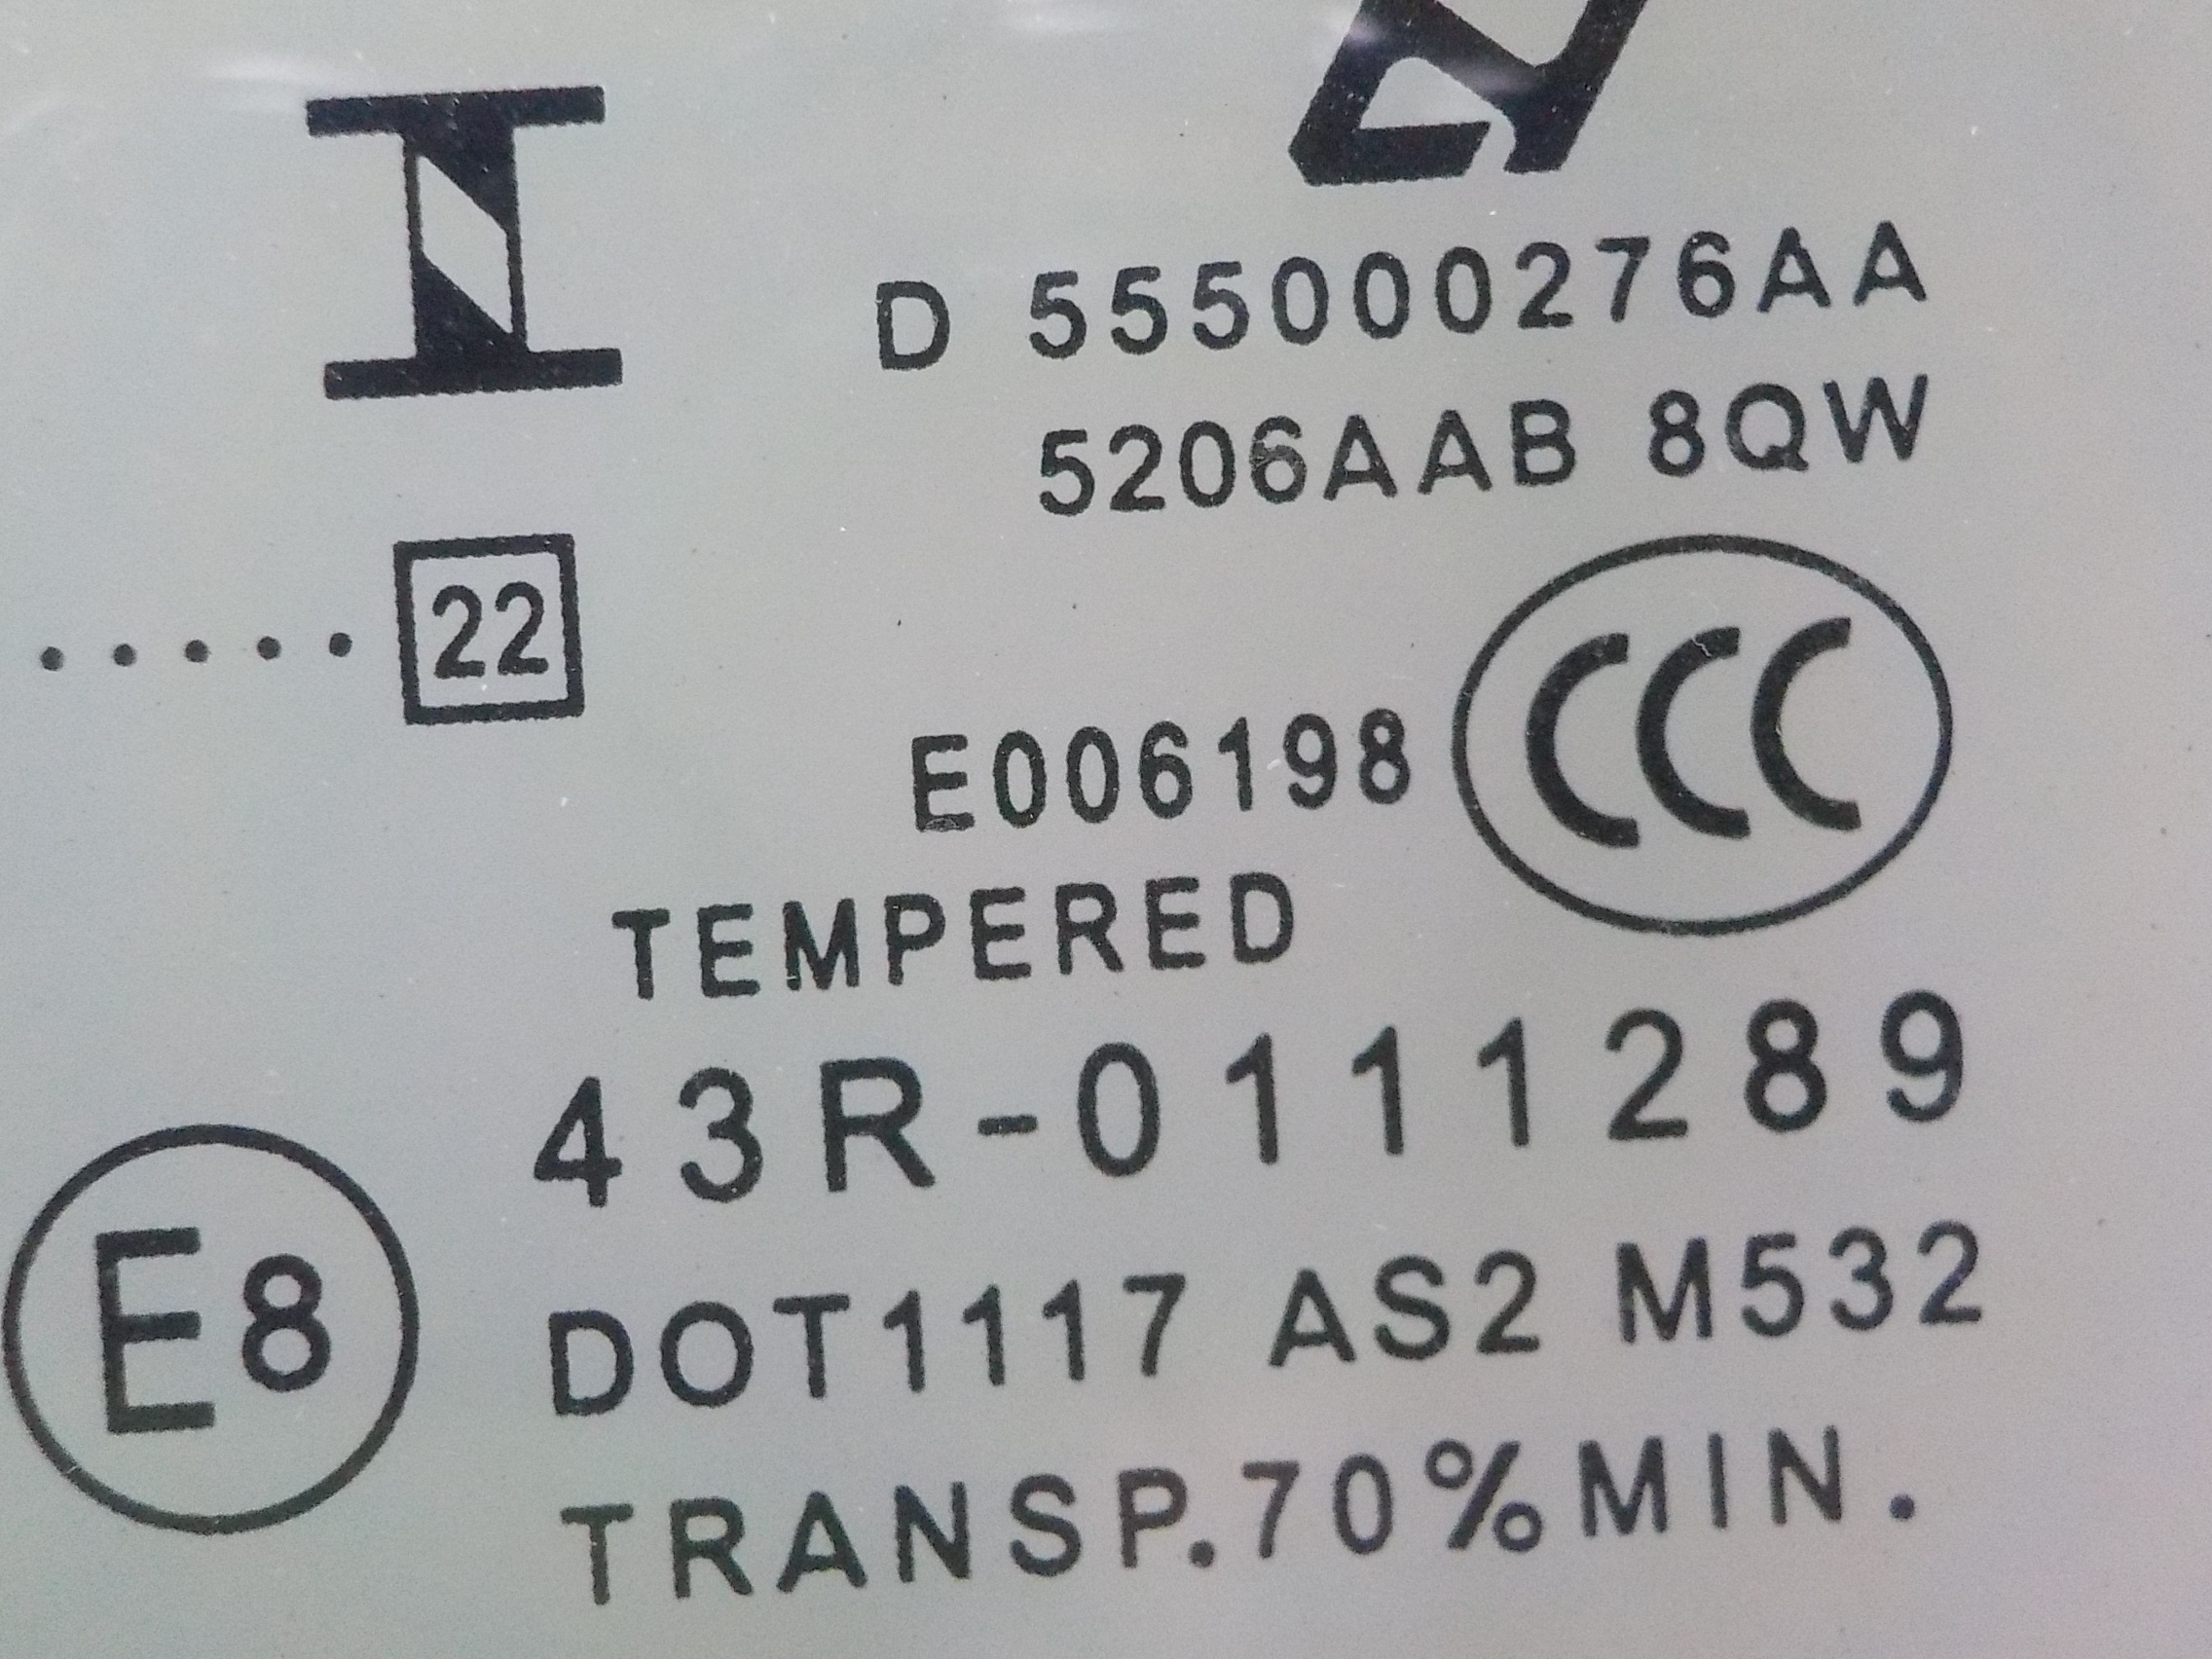 D 555000276AA
5206AAB 8QW
..... 22
E006198 CCC
TEMPERED
43R-0111289
E8
DOT1117 AS2 M532
TRANSP.70%MIN.